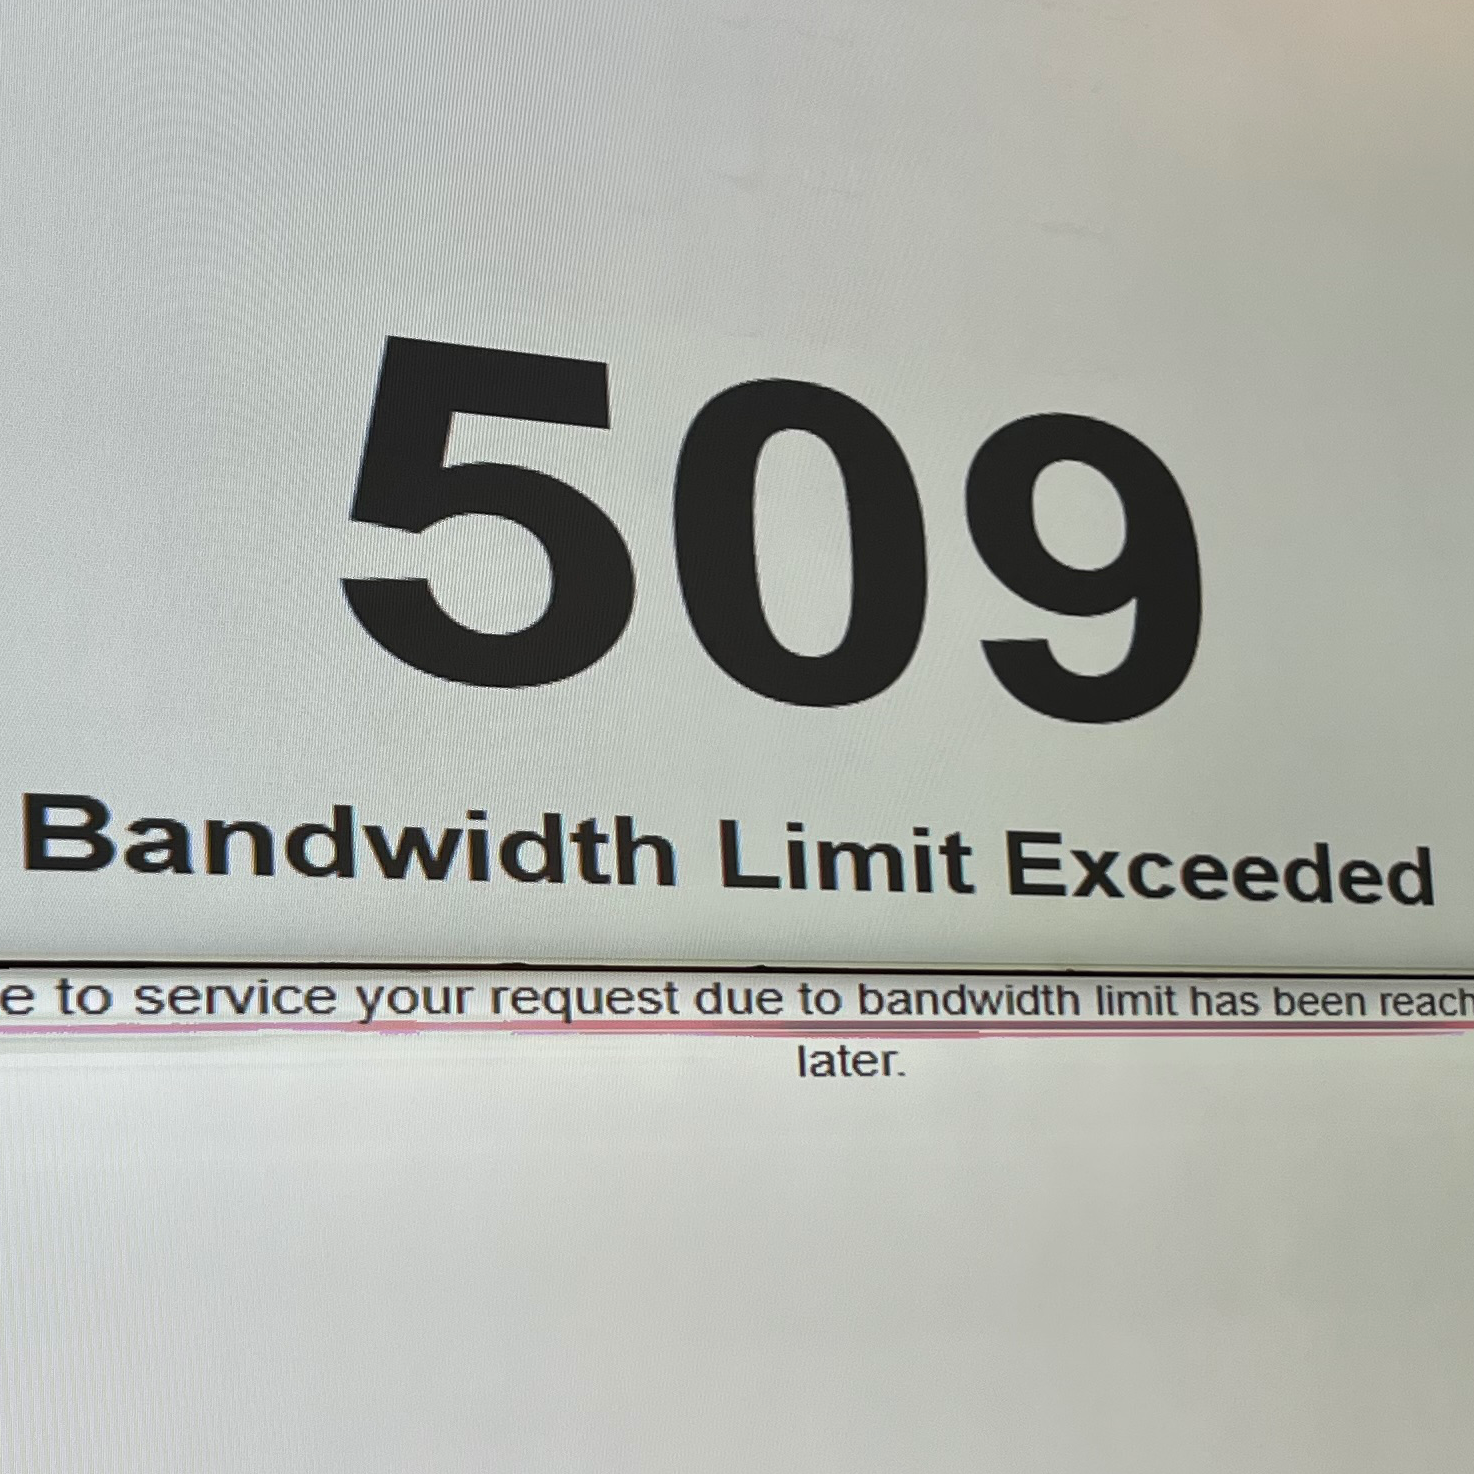 509
Bandwidth Limit Exceeded
e to service your request due to bandwidth limit has been reach
later.